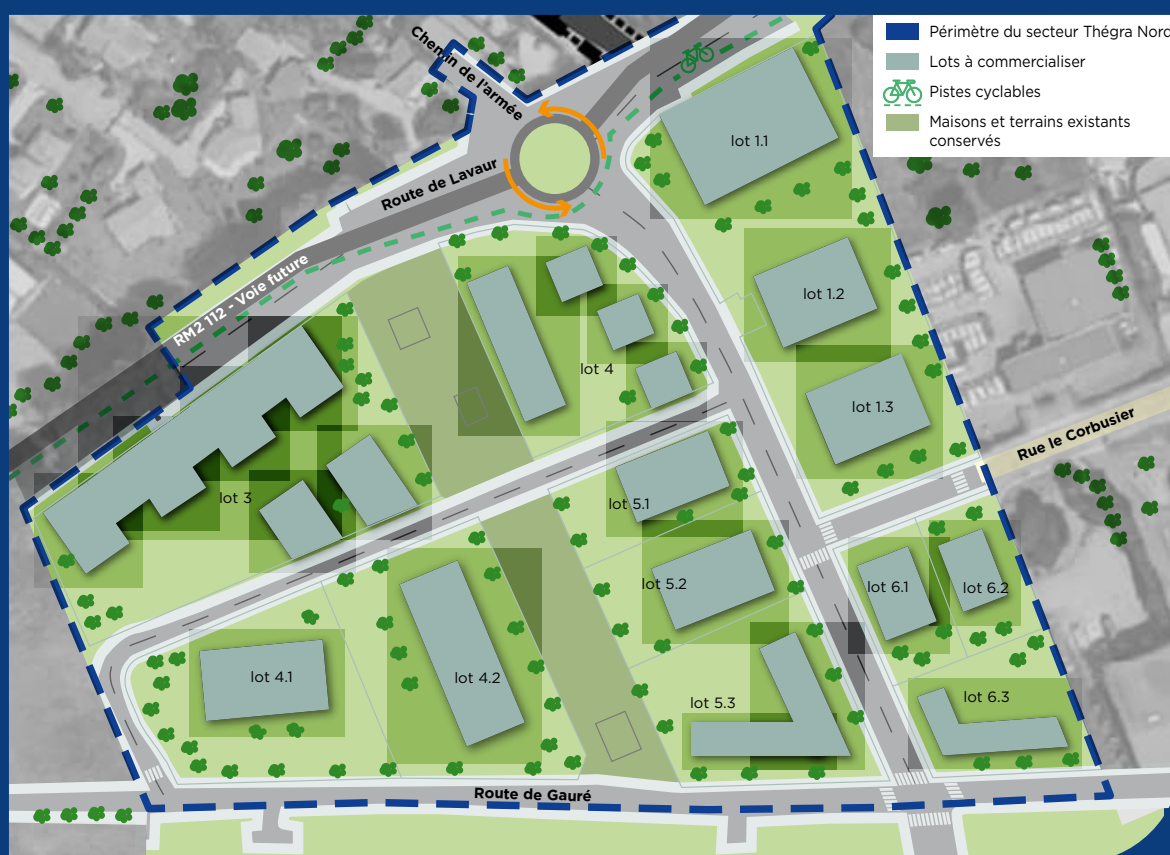 Périmètre du secteur Thégra Nord
Lots à commercialiser
Pistes cyclables
Maisons et terrains existants
conservés
Chemin de l'armée
Route de Lavaur
RM2 112 - Voie future
lot 1.1
lot 1.2
lot 1.3
lot 4
Rue le Corbusier
lot 3
lot 5.1
lot 5.2
lot 6.1
lot 6.2
lot 4.1
lot 4.2
lot 5.3
lot 6.3
Route de Gauré